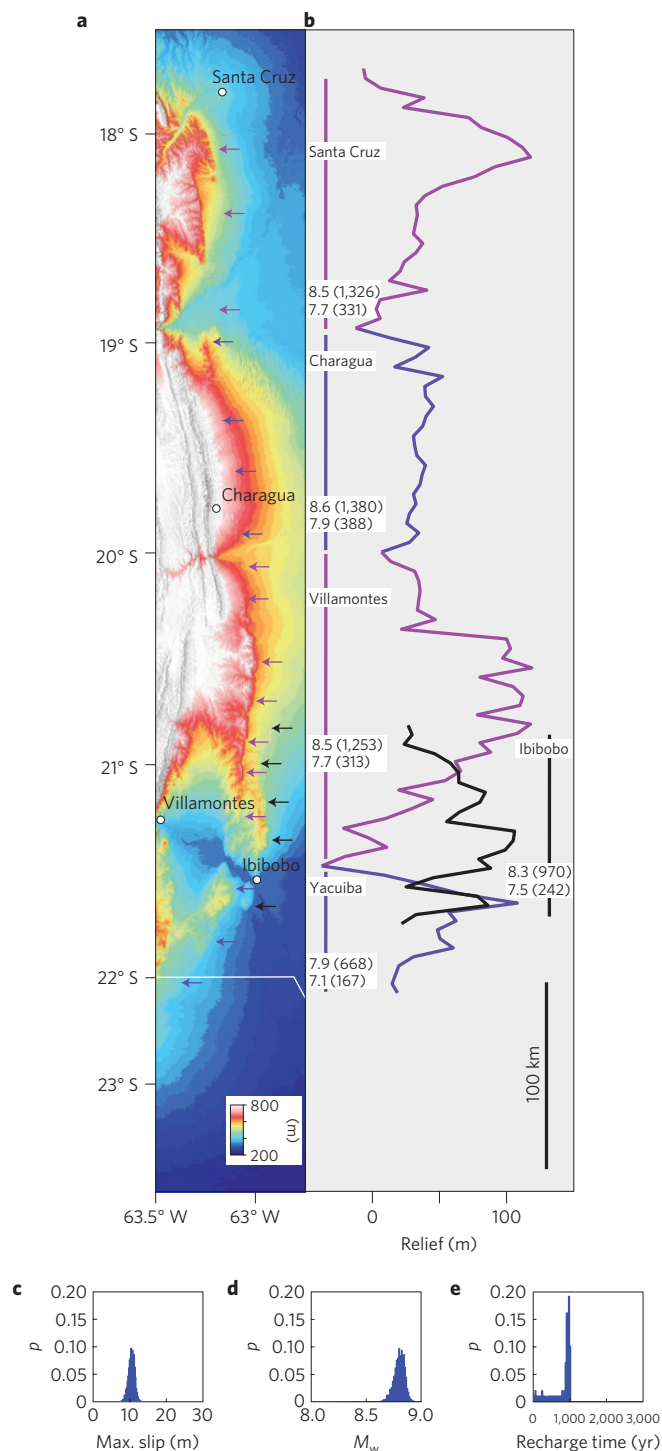 a
b
Santa Cruz
18° S
Santa Cruz
8.5 (1,326)
7.7 (331)
19° S
Charagua
Charagua
8.6 (1,380)
7.9 (388)
20° S
Villamontes
21° S
8.5 (1,253)
7.7 (313)
Ibibobo
Villamontes
Ibibobo
8.3 (970)
7.5 (242)
Yacuiba
22° S
7.9 (668)
7.1 (167)
100 km
23° S
800
(m)
200
63.5° W
63° W
0
100
Relief (m)
c
0.20
0.15
0.10
0.05
0
p
0
10
20
30
Max. slip (m)
d
0.20
0.15
0.10
0.05
0
p
8.0
8.5
9.0
Mw
e
0.20
0.15
0.10
0.05
0
p
0
1,000
2,000
3,000
Recharge time (yr)